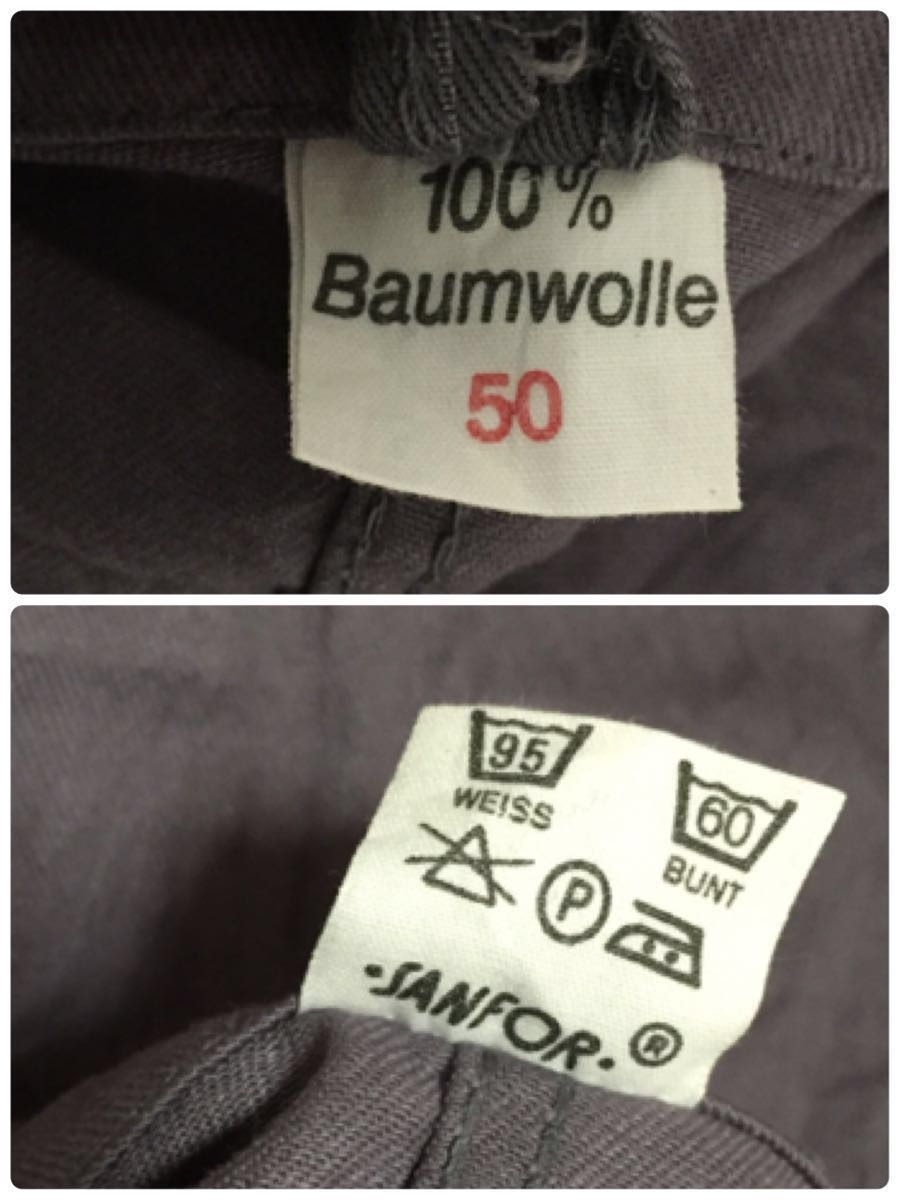 100%
Baumwolle
50
95
WEISS
60
BUNT
P
·SANFOR·®